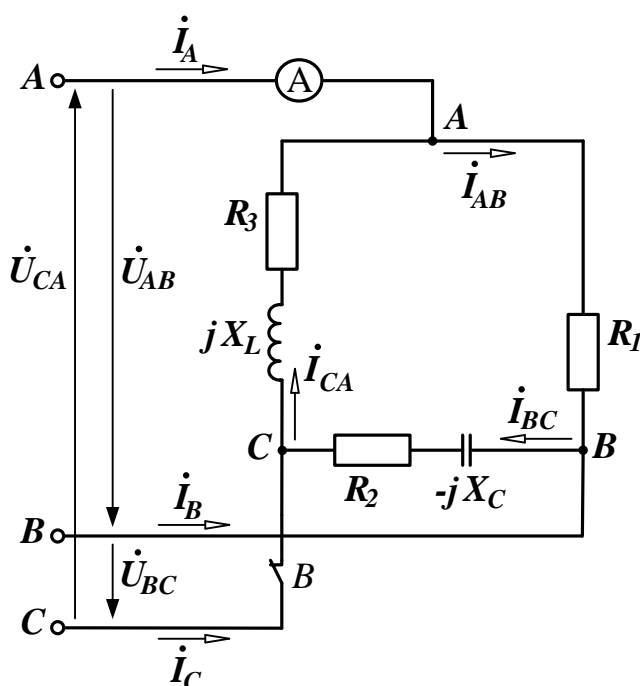 İ_A
A A
A
İ_AB
R_3
U̇_CA U̇_AB
R_1
jX_L
İ_CA
İ_BC
C B
R_2 -jX_C
İ_B
B
U̇_BC B
C
İ_C